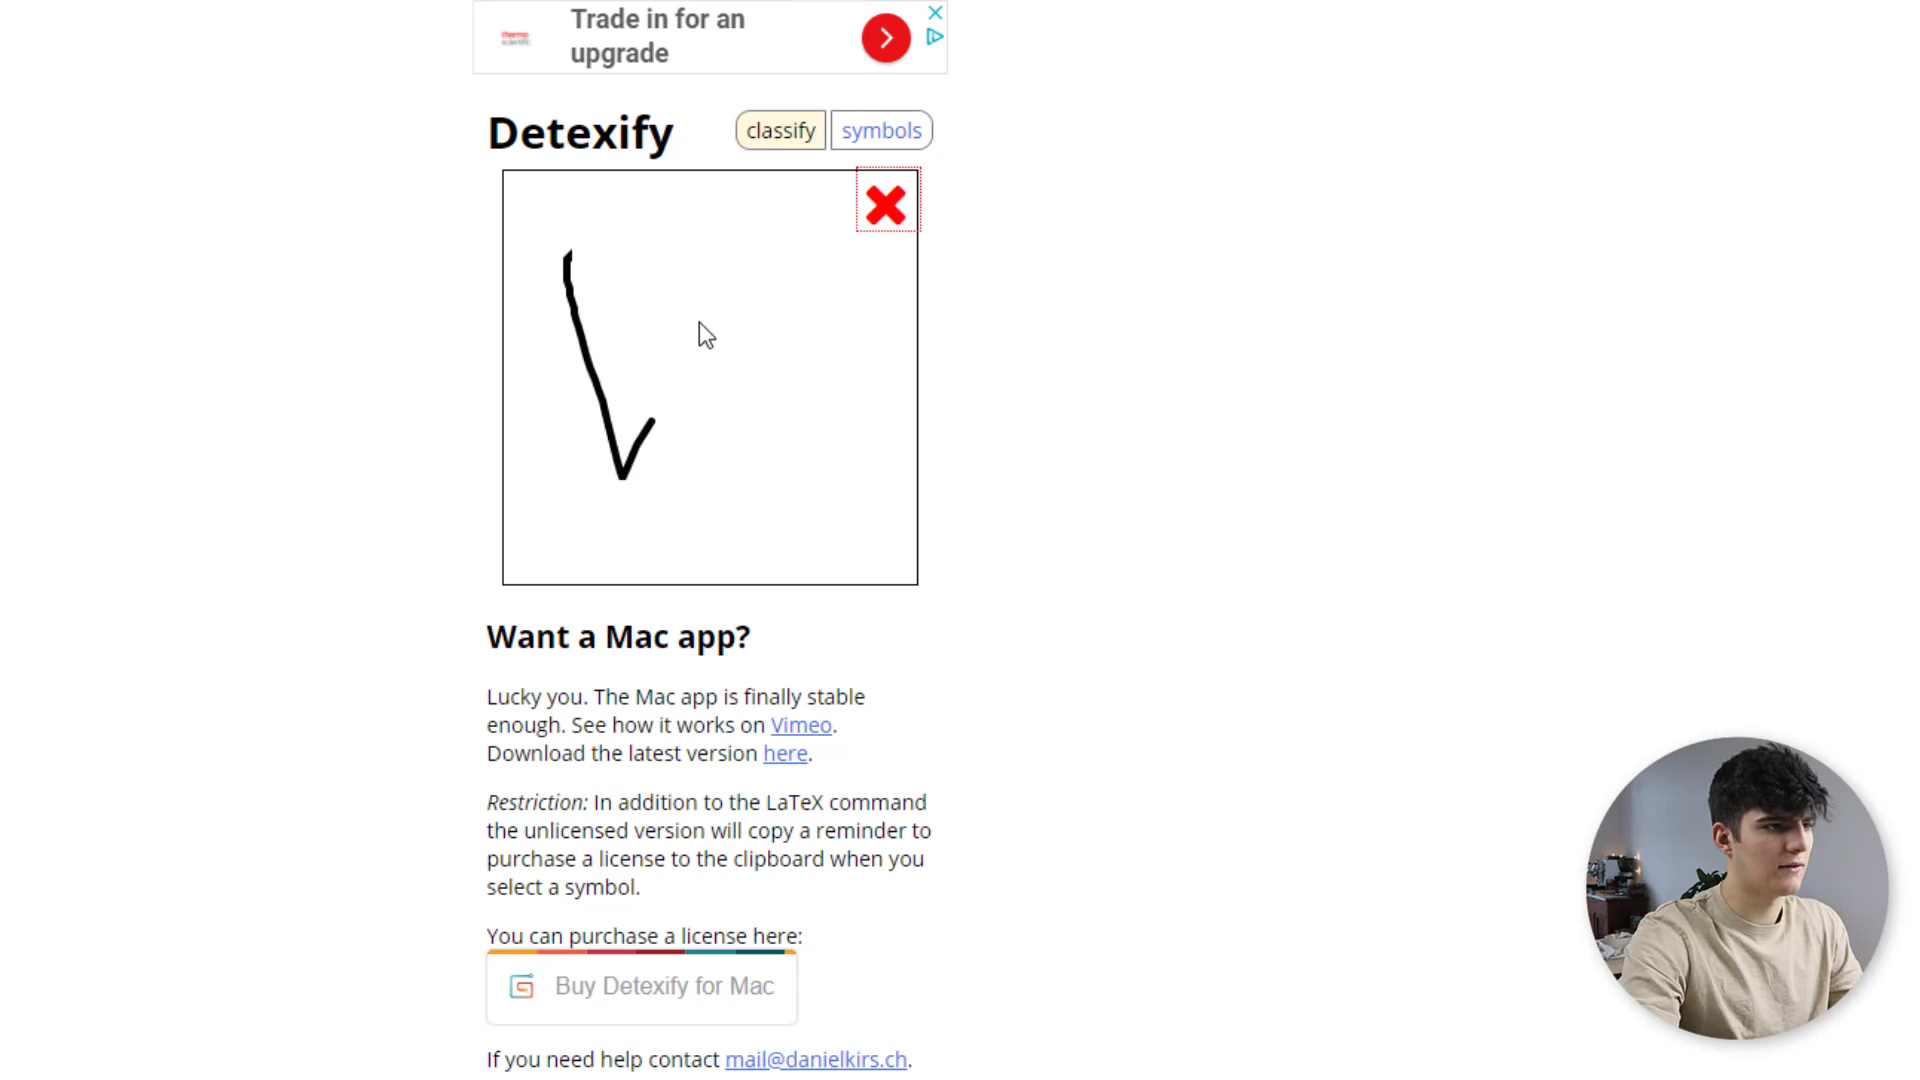 Trade in for an
upgrade
thermo
scientific
Detexify
classify
symbols
Want a Mac app?
Lucky you. The Mac app is finally stable
enough. See how it works on Vimeo.
Download the latest version here.
Restriction: In addition to the LaTeX command
the unlicensed version will copy a reminder to
purchase a license to the clipboard when you
select a symbol.
You can purchase a license here:
Buy Detexify for Mac
If you need help contact mail@danielkirs.ch.